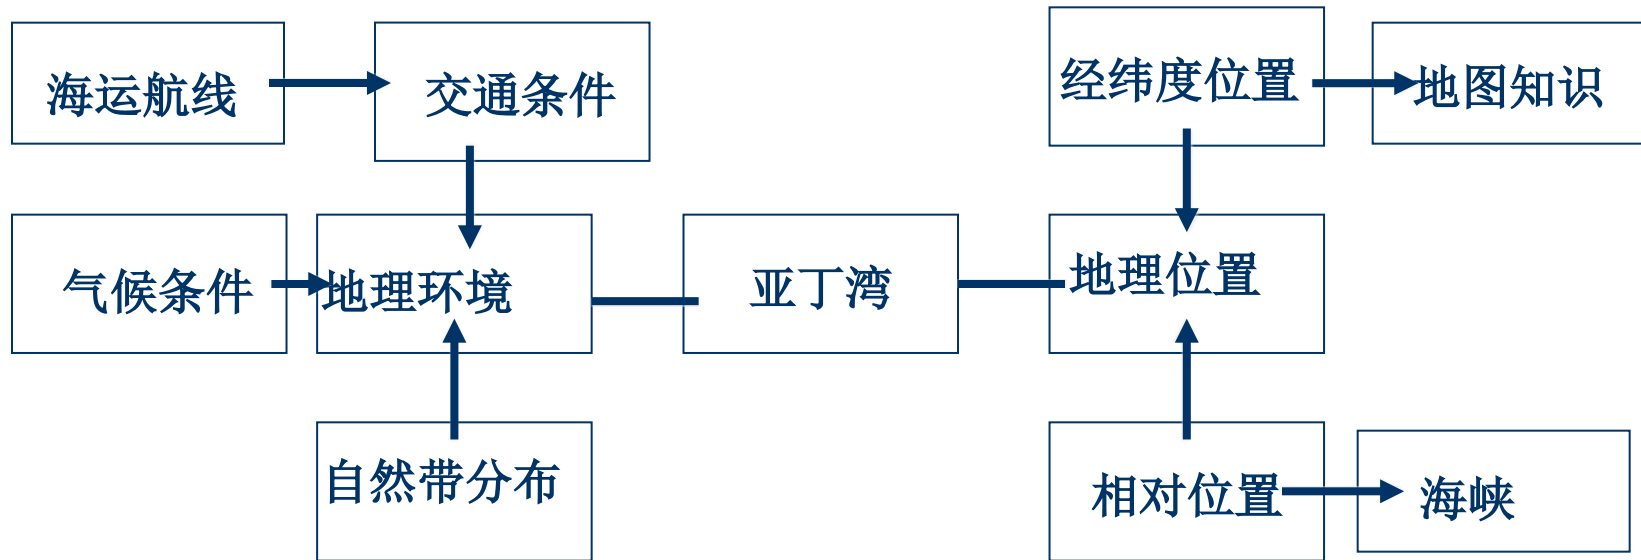 海运航线
交通条件
经纬度位置
地图知识
气候条件
地理环境
亚丁湾
地理位置
自然带分布
相对位置
海峡